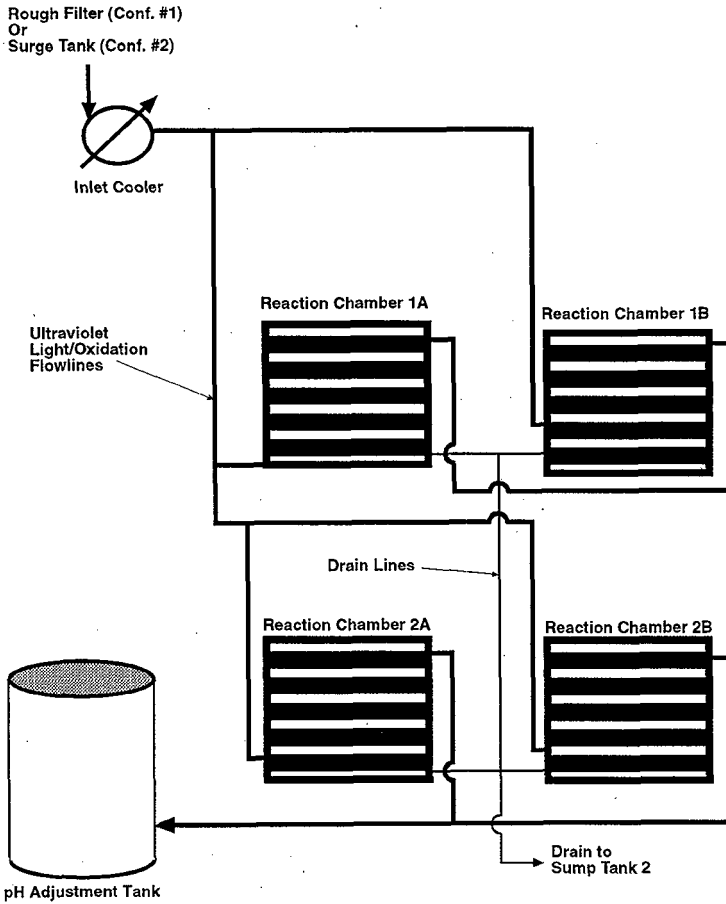 Rough Filter (Conf. #1)
Or
Surge Tank (Conf. #2)
Inlet Cooler
Reaction Chamber 1A
Reaction Chamber 1B
Ultraviolet
Light/Oxidation
Flowlines
Drain Lines
Reaction Chamber 2A
Reaction Chamber 2B
Drain to
Sump Tank 2
pH Adjustment Tank